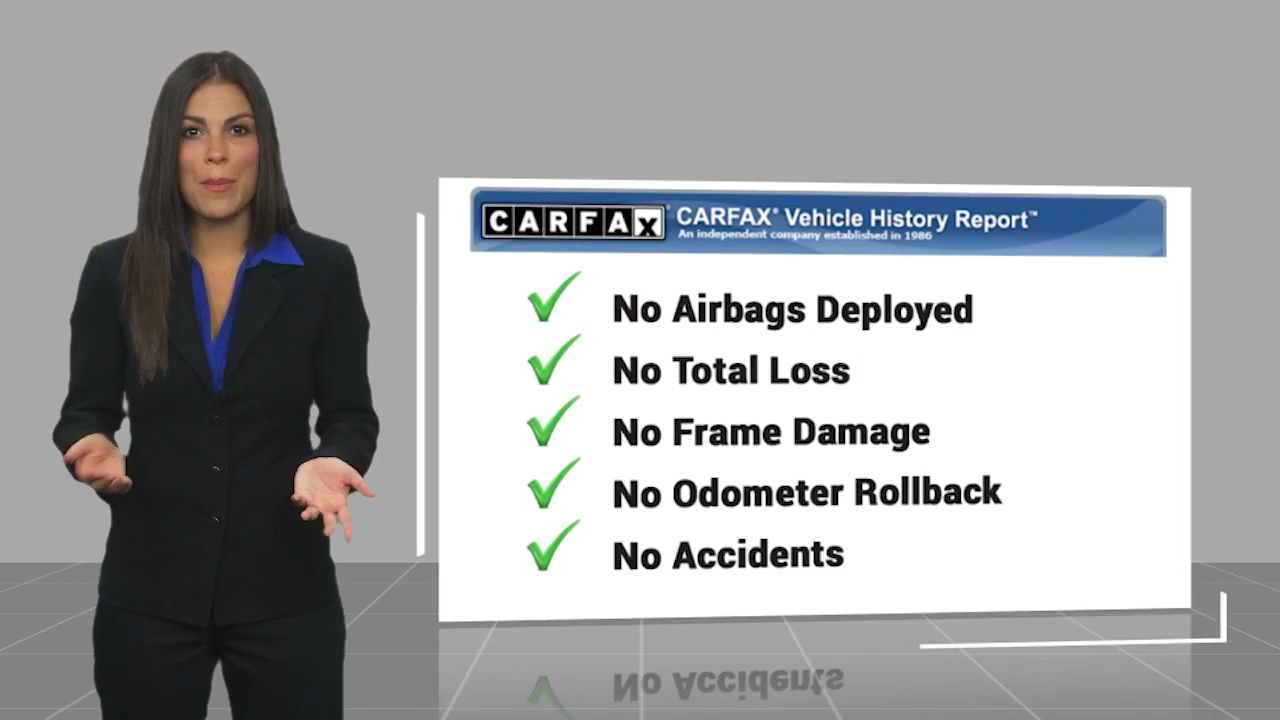 CARFAX CARFAX® Vehicle History Report™
An independent company established in 1986
No Airbags Deployed
No Total Loss
No Frame Damage
No Odometer Rollback
No Accidents
No Accidents